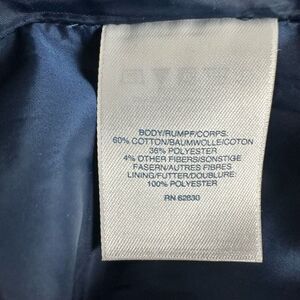 BODY/RUMPF/CORPS:
60% COTTON/BAUMWOLLE/COTON
36% POLYESTER
4% OTHER FIBERS/SONSTIGE
FASERN/AUTRES FIBRES
LINING/FUTTER/DOUBLURE:
100% POLYESTER
RN 62830